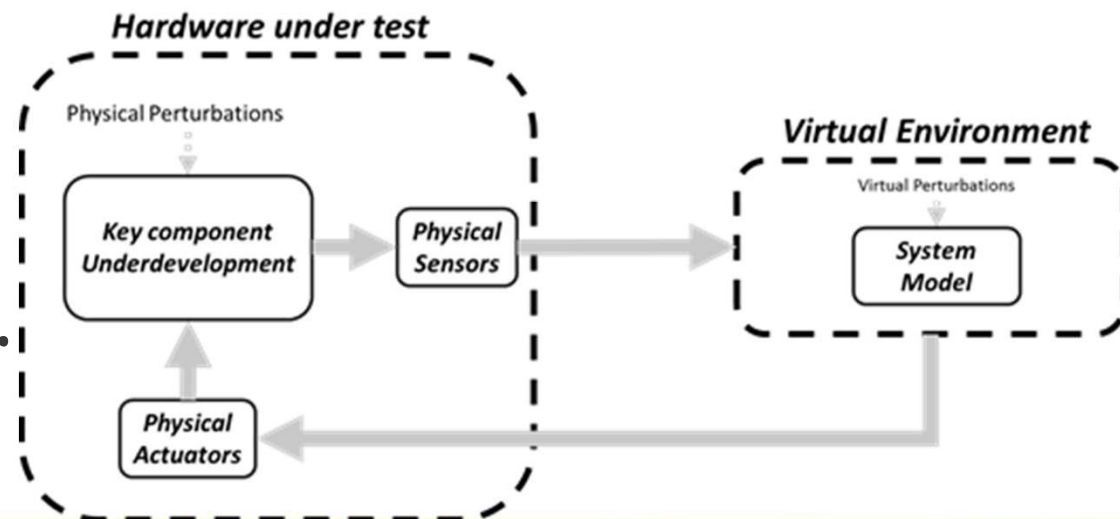 Hardware under test
Physical Perturbations
Key component
Underdevelopment
Physical
Sensors
Physical
Actuators
Virtual Environment
Virtual Perturbations
System
Model